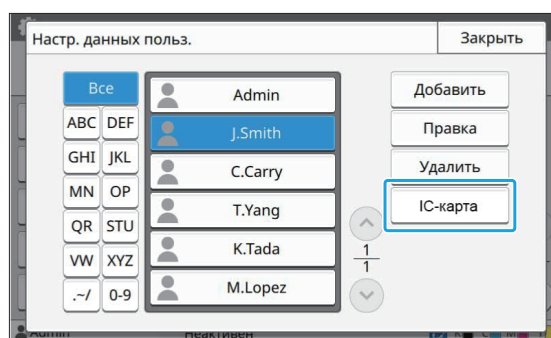 Настр. данных польз.
Закрыть
Все
ABC DEF
GHI JKL
MN OP
QR STU
VW XYZ
.~/ 0-9
Admin
J.Smith
C.Carry
T.Yang
K.Tada
M.Lopez
1
1
Добавить
Правка
Удалить
IC-карта
Admin
Неактивен